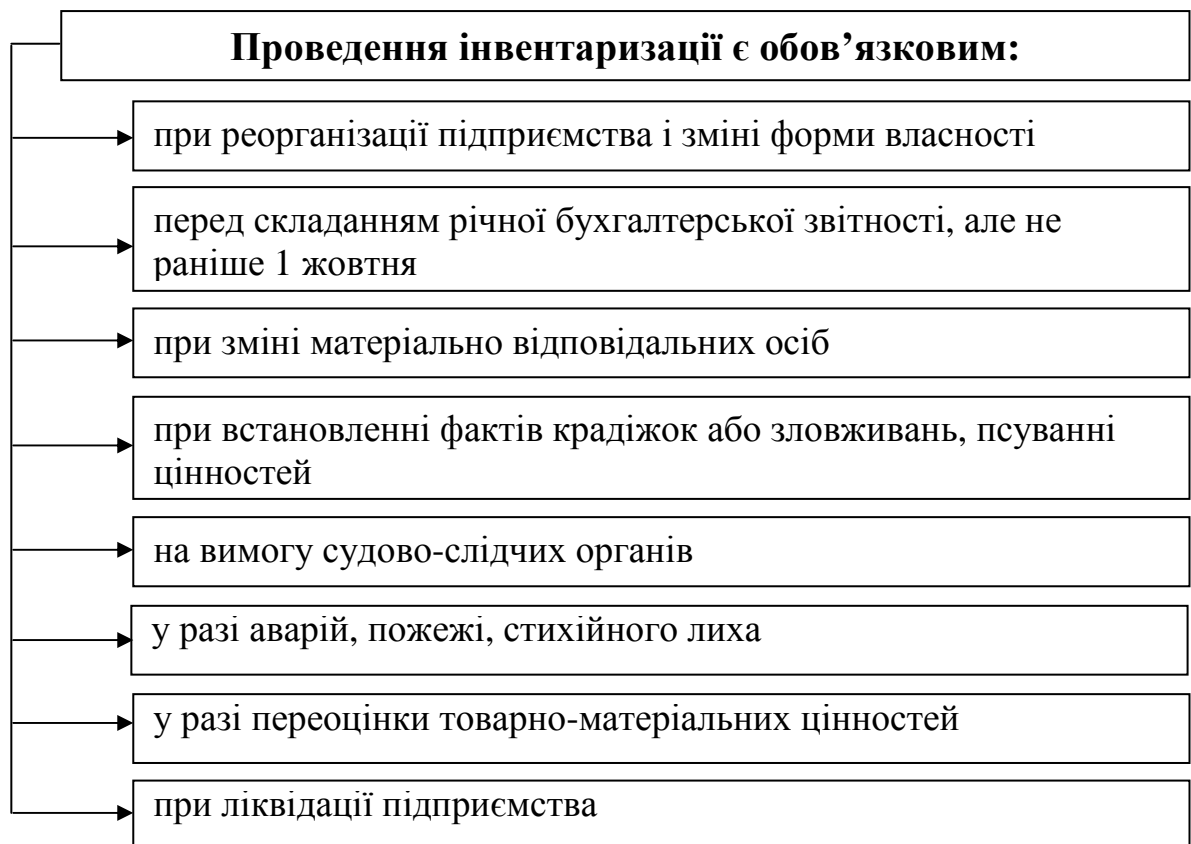 Проведення інвентаризації є обов’язковим:
при реорганізації підприємства і зміні форми власності
перед складанням річної бухгалтерської звітності, але не
раніше 1 жовтня
при зміні матеріально відповідальних осіб
при встановленні фактів крадіжок або зловживань, псуванні
цінностей
на вимогу судово-слідчих органів
у разі аварій, пожежі, стихійного лиха
у разі переоцінки товарно-матеріальних цінностей
при ліквідації підприємства